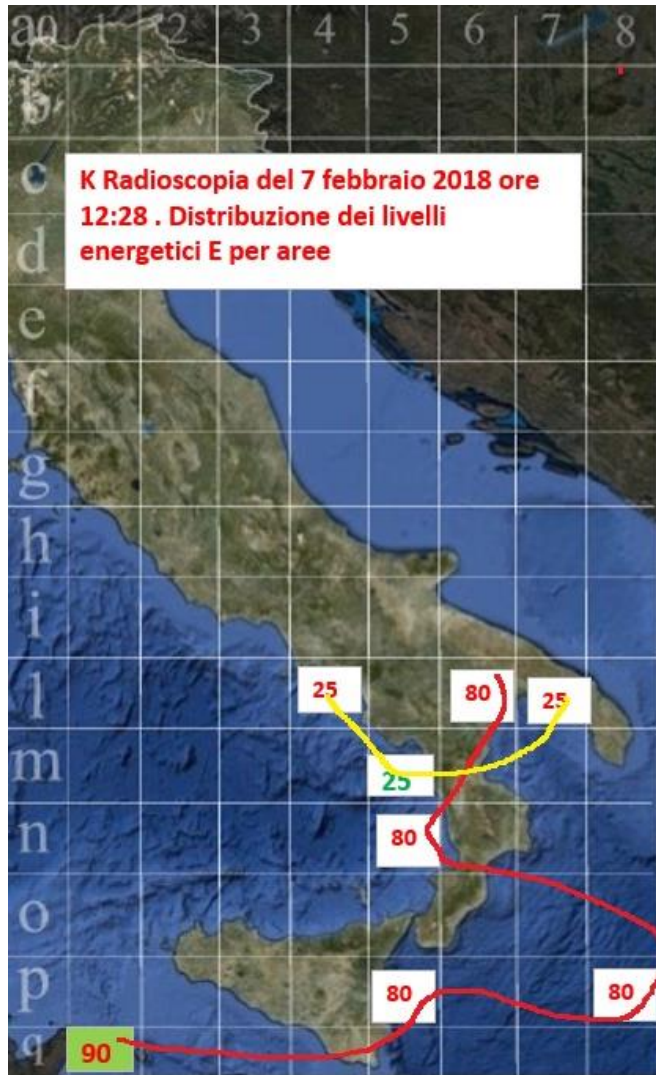 a0 1 2 3 4 5 6 7 8
b
c
K Radioscopia del 7 febbraio 2018 ore
12:28 . Distribuzione dei livelli
energetici E per aree
d
e
f
g
h
i
l
25 80 25
m
25
n
80
o
p
80 80
q
90